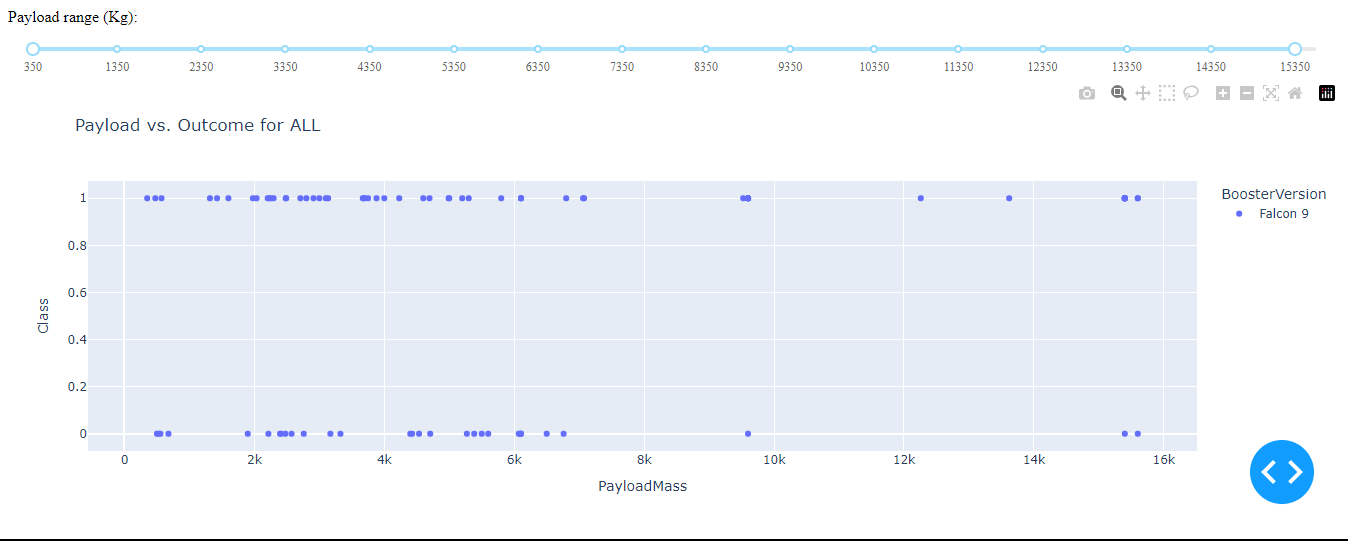 Payload range (Kg):
350 1350 2350 3350 4350 5350 6350 7350 8350 9350 10350 11350 12350 13350 14350 15350
Payload vs. Outcome for ALL
BoosterVersion
Falcon 9
1
0.8
0.6
0.4
0.2
0
Class
0 2k 4k 6k 8k 10k 12k 14k 16k
PayloadMass